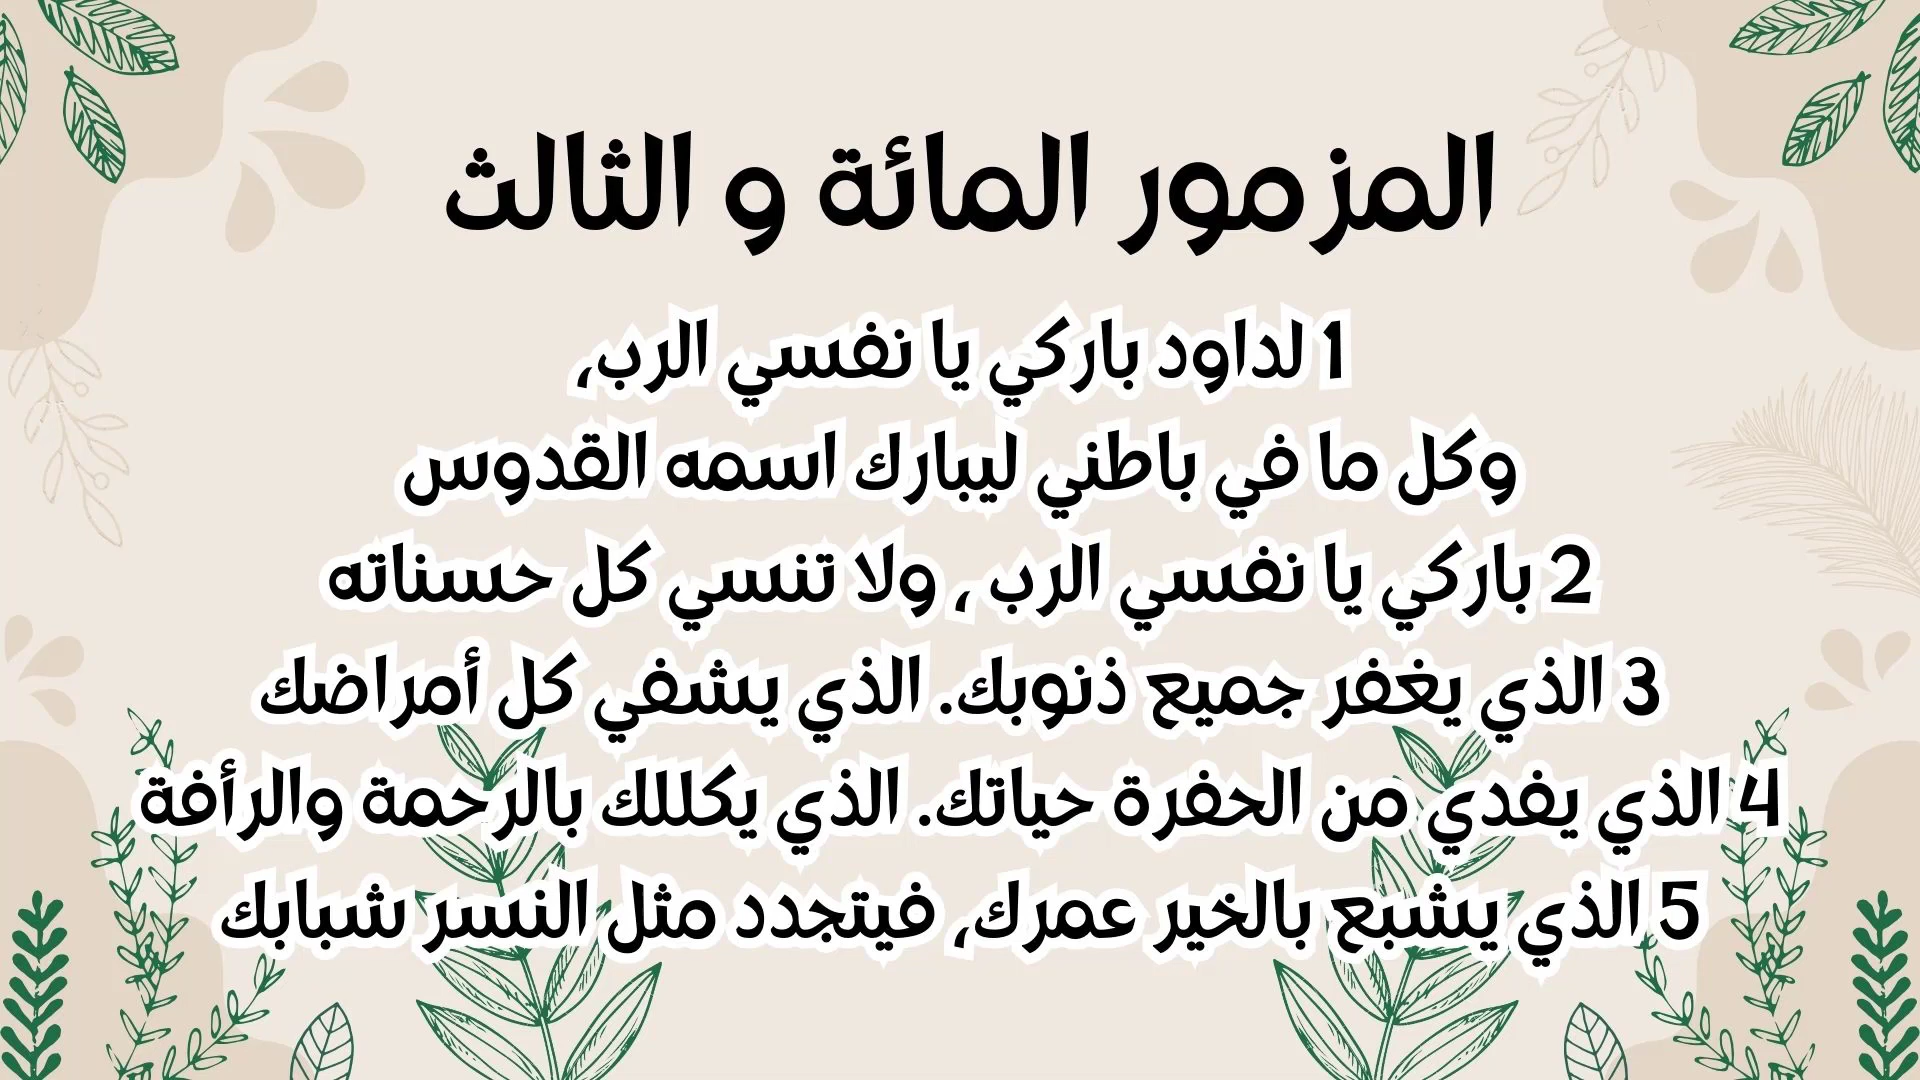 المزمور المائة و الثالث
1 لداود باركي يا نفسي الرب،
وكل ما في باطني ليبارك اسمه القدوس
2 باركي يا نفسي الرب ، ولا تنسي كل حسناته
3 الذي يغفر جميع ذنوبك. الذي يشفي كل أمراضك
4 الذي يفدي من الحفرة حياتك. الذي يكللك بالرحمة والرأفة
5 الذي يشبع بالخير عمرك، فيتجدد مثل النسر شبابك